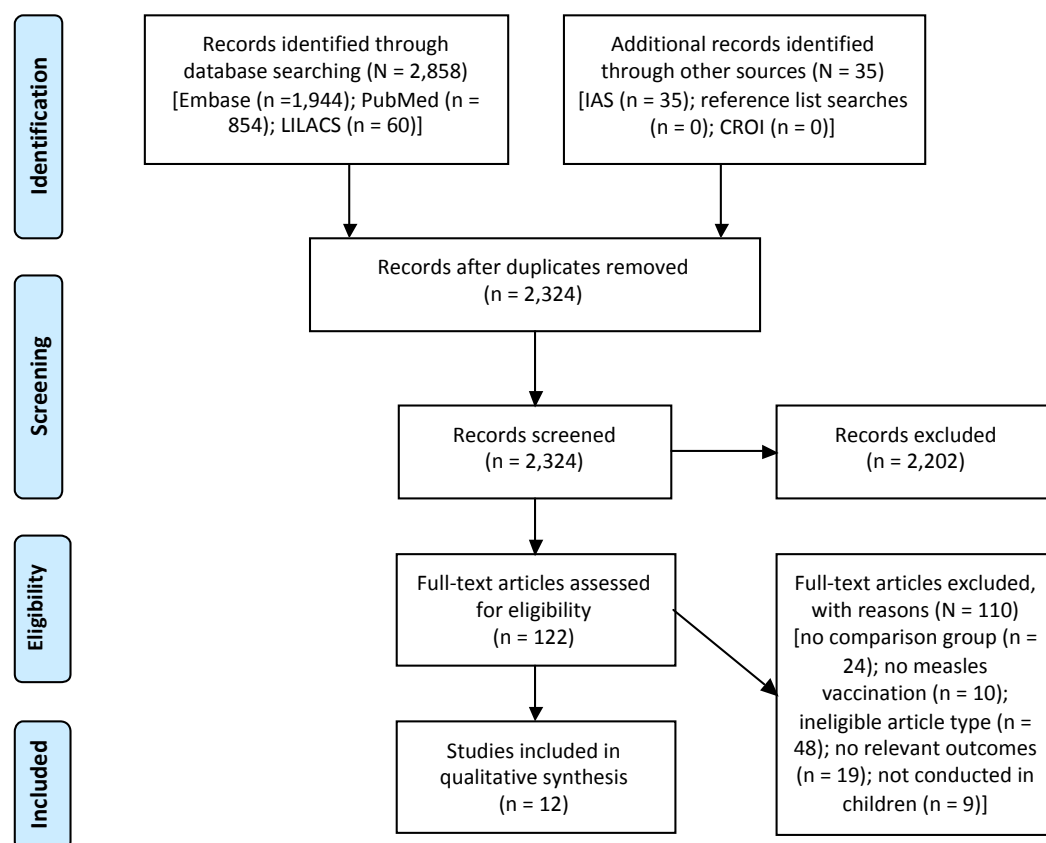 Identification
Records identified through
database searching (N = 2,858)
[Embase (n =1,944); PubMed (n =
854); LILACS (n = 60)]
Additional records identified
through other sources (N = 35)
[IAS (n = 35); reference list searches
(n = 0); CROI (n = 0)]
Records after duplicates removed
(n = 2,324)
Screening
Records screened
(n = 2,324)
Records excluded
(n = 2,202)
Eligibility
Full-text articles assessed
for eligibility
(n = 122)
Full-text articles excluded,
with reasons (N = 110)
[no comparison group (n =
24); no measles
vaccination (n = 10);
ineligible article type (n =
48); no relevant outcomes
(n = 19); not conducted in
children (n = 9)]
Included
Studies included in
qualitative synthesis
(n = 12)